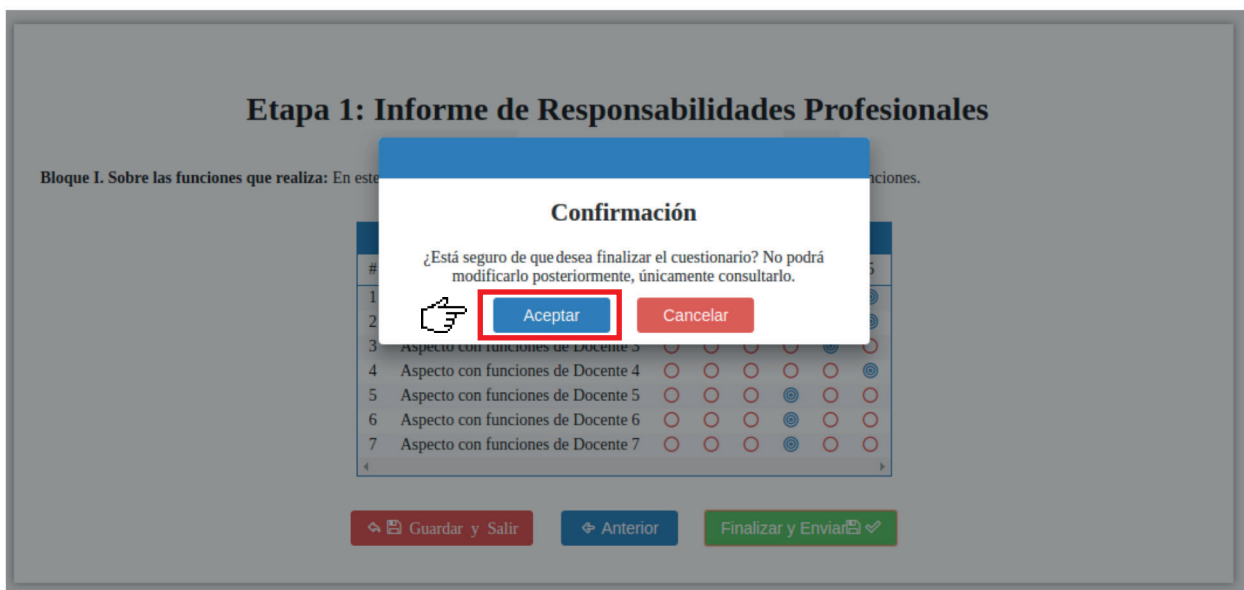 Etapa 1: Informe de Responsabilidades Profesionales
Bloque I. Sobre las funciones que realiza: En este nciones.
Confirmación
¿Está seguro de que desea finalizar el cuestionario? No podrá
modificarlo posteriormente, únicamente consultarlo.
Aceptar Cancelar
# 5
1
2
3 Aspecto con funciones de Docente 3
4 Aspecto con funciones de Docente 4
5 Aspecto con funciones de Docente 5
6 Aspecto con funciones de Docente 6
7 Aspecto con funciones de Docente 7
Guardar y Salir Anterior Finalizar y Enviar